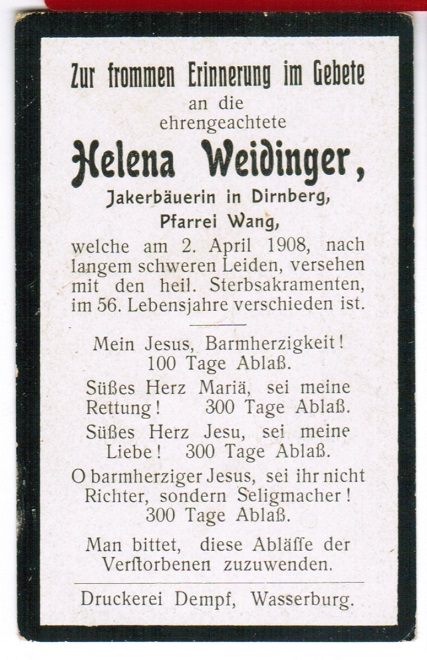 Zur frommen Erinnerung im Gebete
an die
ehrengeachtete
Helena Weidinger,
Jakerbäuerin in Dirnberg,
Pfarrei Wang,
welche am 2. April 1908, nach
langem schweren Leiden, versehen
mit den heil. Sterbsakramenten,
im 56. Lebensjahre verschieden ist.
Mein Jesus, Barmherzigkeit!
100 Tage Ablaß.
Süßes Herz Mariä, sei meine
Rettung! 300 Tage Ablaß.
Süßes Herz Jesu, sei meine
Liebe! 300 Tage Ablaß.
O barmherziger Jesus, sei ihr nicht
Richter, sondern Seligmacher!
300 Tage Ablaß.
Man bittet, diese Abläſſe der
Verſtorbenen zuzuwenden.
Druckerei Dempf, Wasserburg.